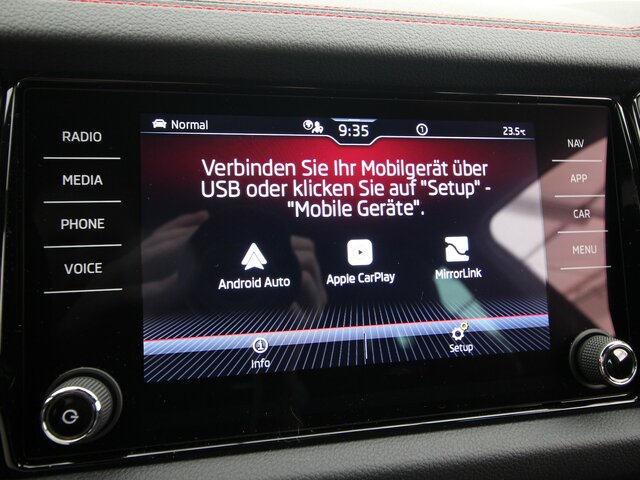 RADIO
MEDIA
PHONE
VOICE
Normal
9:35
23.5°C
Verbinden Sie Ihr Mobilgerät über
USB oder klicken Sie auf "Setup" -
"Mobile Geräte".
Android Auto
Apple CarPlay
MirrorLink
Info
Setup
NAV
APP
CAR
MENU